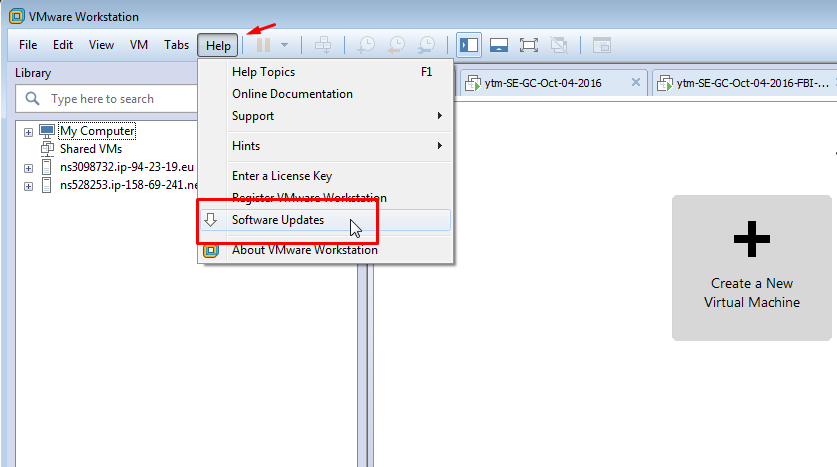 VMware Workstation
File Edit View VM Tabs Help
Library
Type here to search
My Computer
Shared VMs
ns3098732.ip-94-23-19.eu
ns528253.ip-158-69-241.ne
Help Topics F1
Online Documentation
Support
Hints
Enter a License Key
Register VMware Workstation
Software Updates
About VMware Workstation
ytm-SE-GC-Oct-04-2016
ytm-SE-GC-Oct-04-2016-FBI-...
Create a New
Virtual Machine